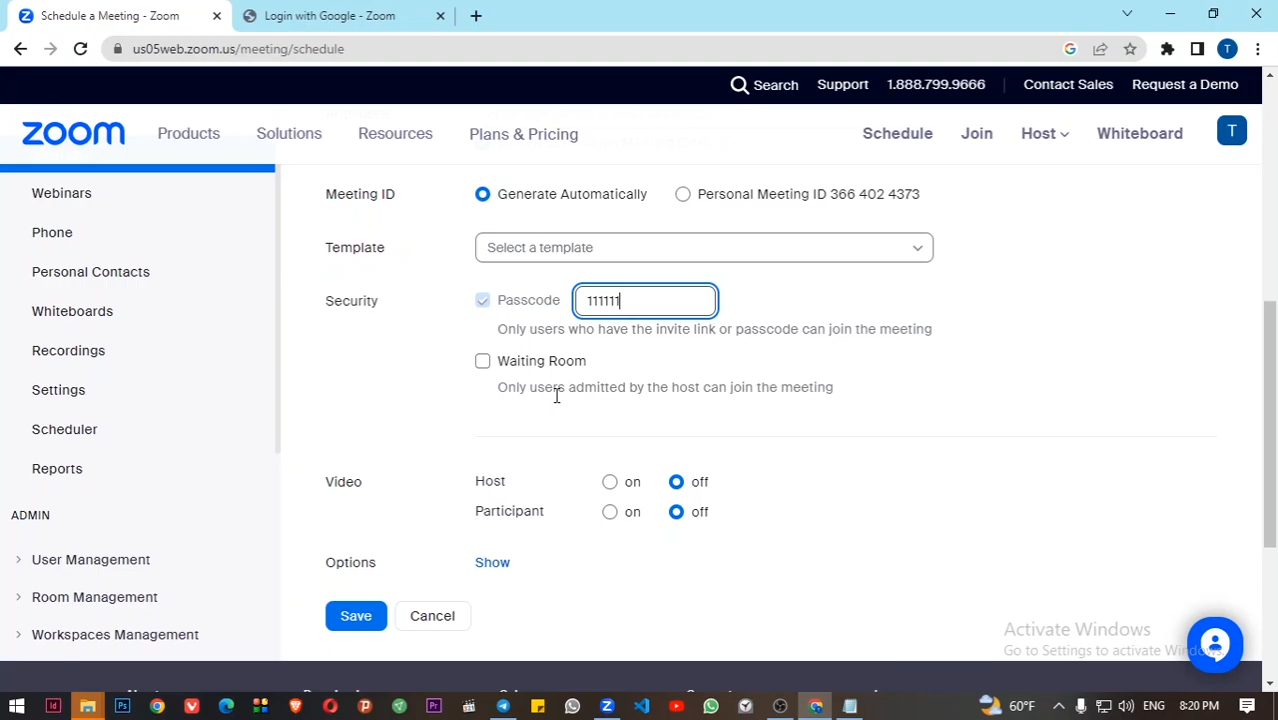 Schedule a Meeting - Zoom
Login with Google - Zoom
us05web.zoom.us/meeting/schedule
T
Search Support 1.888.799.9666 Contact Sales Request a Demo
zoom Products Solutions Resources Plans & Pricing Schedule Join Host Whiteboard T
Webinars
Phone
Personal Contacts
Whiteboards
Recordings
Settings
Scheduler
Reports
ADMIN
User Management
Room Management
Workspaces Management
Meeting ID Generate Automatically Personal Meeting ID 366 402 4373
Template Select a template
Security Passcode 111111
Only users who have the invite link or passcode can join the meeting
Waiting Room
Only users admitted by the host can join the meeting
Video Host on off
Participant on off
Options Show
Save Cancel
Activate Windows
Go to Settings to activate Windows.
60°F ENG 8:20 PM